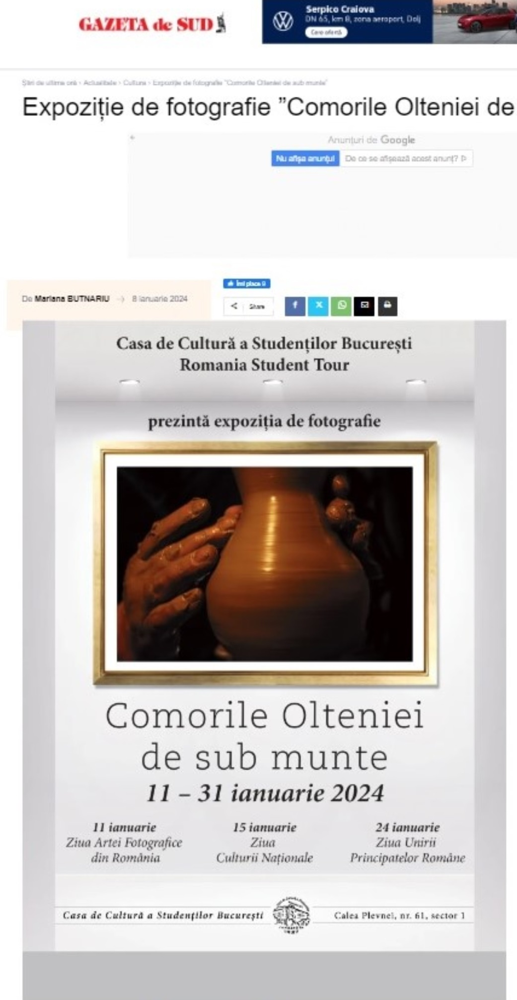 GAZETA de SUD
Serpico Craiova
DN 65, km 8, zona aeroport, Dolj
Cere ofertă
Știri de ultima oră › Actualitate › Cultura › Expoziție de fotografie "Comorile Olteniei de sub munte"
Expoziție de fotografie ”Comorile Olteniei de
Anunțuri de Google
Nu afișa anunțul
De ce se afișează acest anunț?
De Mariana BUTNARIU
8 ianuarie 2024
Îmi place
Share
Casa de Cultură a Studenților București
Romania Student Tour
prezintă expoziția de fotografie
Comorile Olteniei
de sub munte
11 – 31 ianuarie 2024
11 ianuarie
Ziua Artei Fotografice
din România
15 ianuarie
Ziua
Culturii Naționale
24 ianuarie
Ziua Unirii
Principatelor Române
Casa de Cultură a Studenților București
Calea Plevnei, nr. 61, sector 1